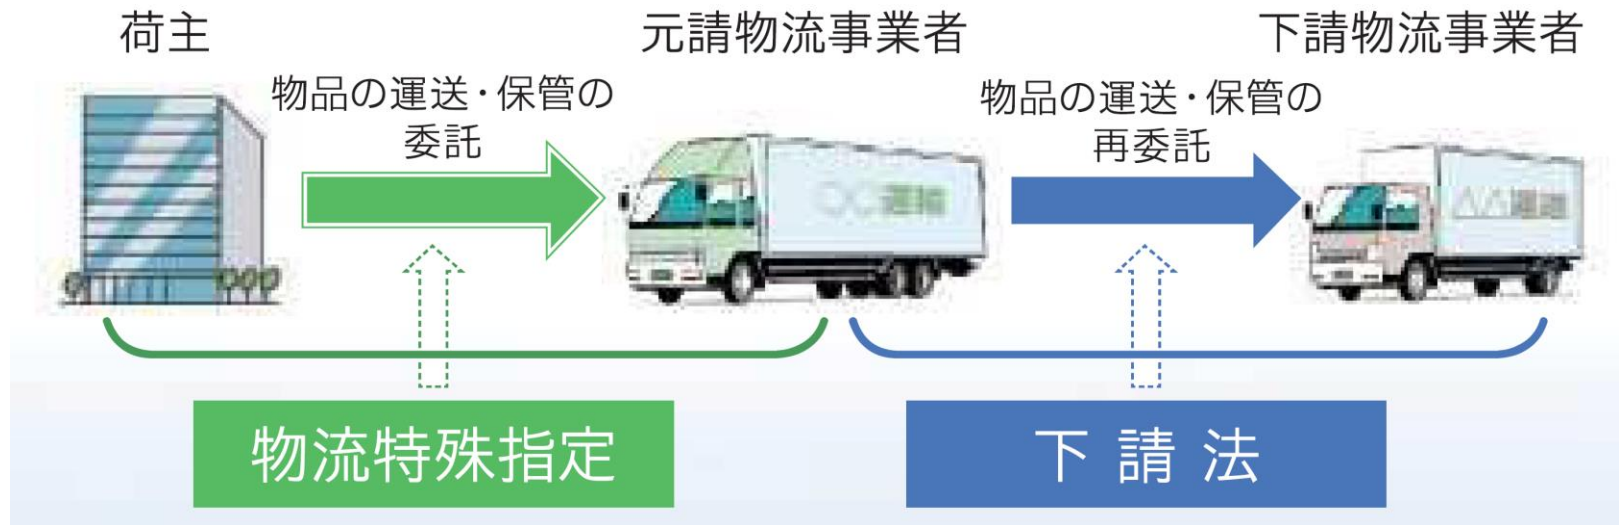 荷主
元請物流事業者
下請物流事業者
物品の運送・保管の
委託
物品の運送・保管の
再委託
物流特殊指定
下請法